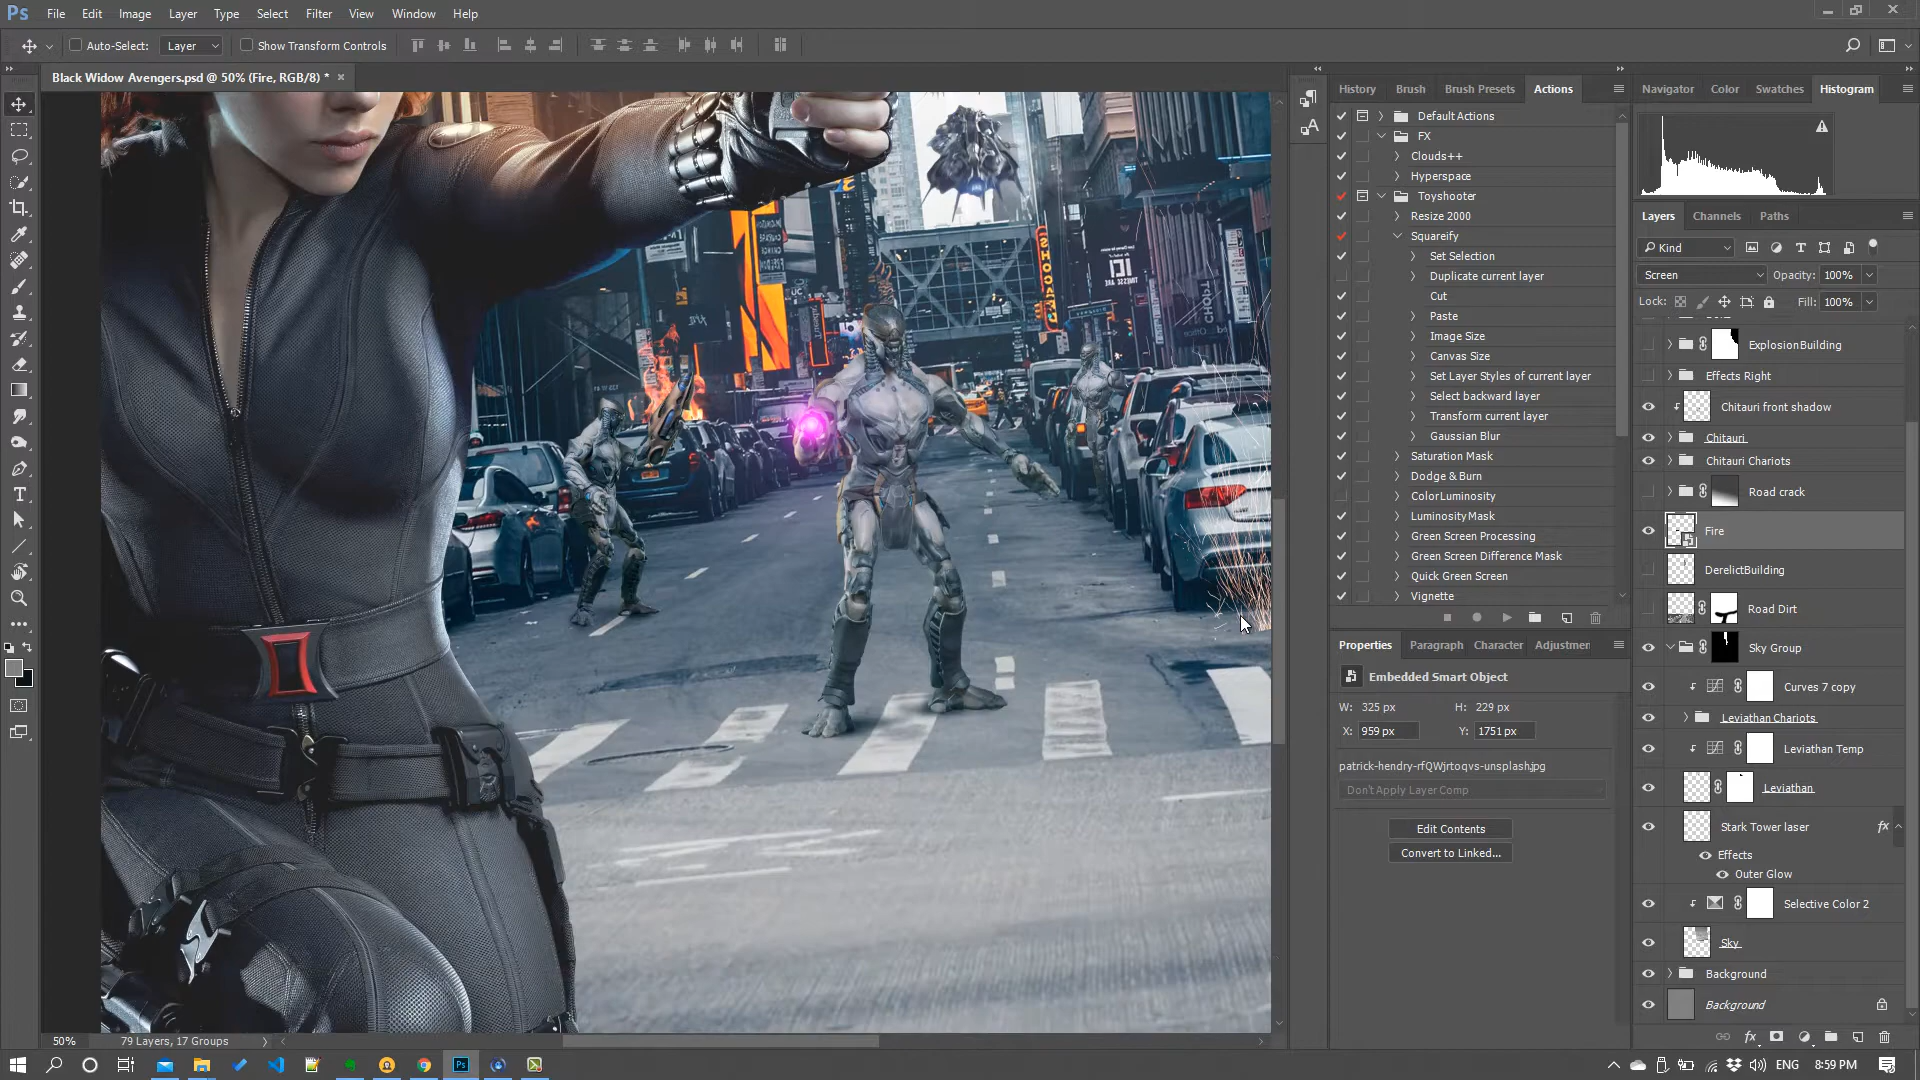 Ps File Edit Image Layer Type Select Filter View Window Help
Auto-Select: Layer Show Transform Controls
Black Widow Avengers.psd @ 50% (Fire, RGB/8) * ×
History Brush Brush Presets Actions
Default Actions
FX
Clouds++
Hyperspace
Toyshooter
Resize 2000
Squareify
Set Selection
Duplicate current layer
Cut
Paste
Image Size
Canvas Size
Set Layer Styles of current layer
Select backward layer
Transform current layer
Gaussian Blur
Saturation Mask
Dodge & Burn
ColorLuminosity
LuminosityMask
Green Screen Processing
Green Screen Difference Mask
Quick Green Screen
Vignette
Properties Paragraph Character Adjustmen
Embedded Smart Object
W: 325 px H: 229 px
X: 959 px Y: 1751 px
patrick-hendry-rfQWjrtoqvs-unsplash.jpg
Don't Apply Layer Comp
Edit Contents
Convert to Linked...
Navigator Color Swatches Histogram
Layers Channels Paths
Kind
Screen Opacity: 100%
Lock: Fill: 100%
ExplosionBuilding
Effects Right
Chitauri front shadow
Chitauri
Chitauri Chariots
Road crack
Fire
DerelictBuilding
Road Dirt
Sky Group
Curves 7 copy
Leviathan Chariots
Leviathan Temp
Leviathan
Stark Tower laser fx
Effects
Outer Glow
Selective Color 2
Sky
Background
Background
50% 79 Layers, 17 Groups
ENG 8:59 PM